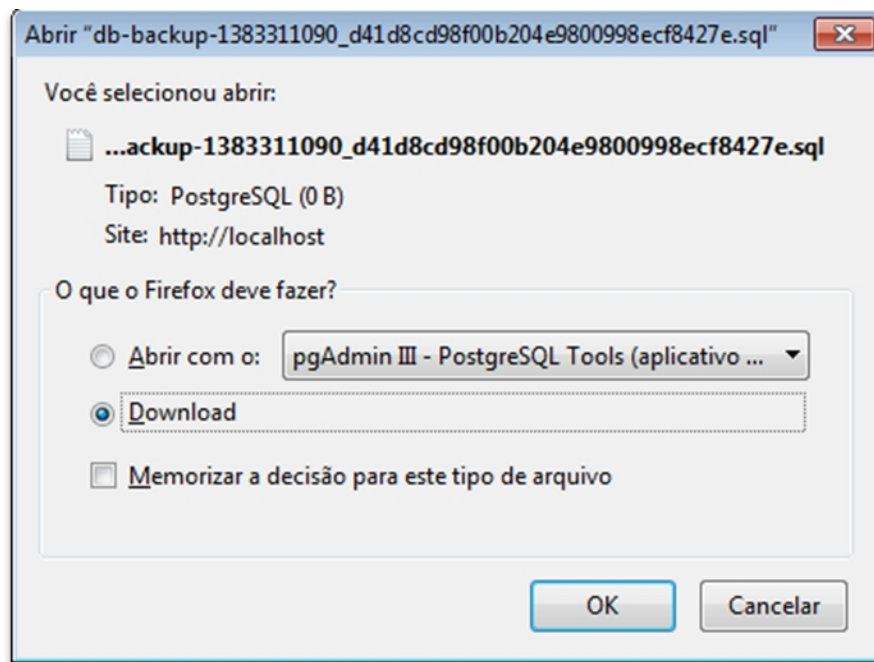 Abrir "db-backup-1383311090_d41d8cd98f00b204e9800998ecf8427e.sql"
Você selecionou abrir:
...ackup-1383311090_d41d8cd98f00b204e9800998ecf8427e.sql
Tipo: PostgreSQL (0 B)
Site: http://localhost
O que o Firefox deve fazer?
Abrir com o: pgAdmin III - PostgreSQL Tools (aplicativo ...
Download
Memorizar a decisão para este tipo de arquivo
OK Cancelar